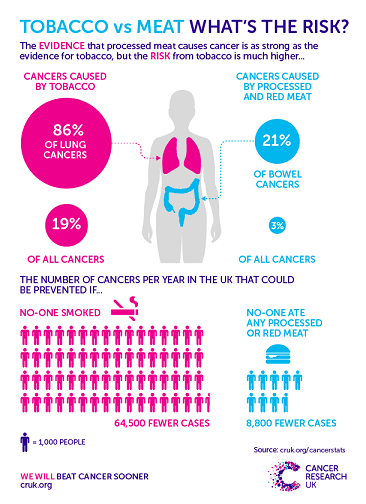 TOBACCO vs MEAT WHAT'S THE RISK?
The EVIDENCE that processed meat causes cancer is as strong as the
evidence for tobacco, but the RISK from tobacco is much higher...
CANCERS CAUSED
BY TOBACCO
86%
OF LUNG
CANCERS
19%
OF ALL CANCERS
CANCERS CAUSED
BY PROCESSED
AND RED MEAT
21%
OF BOWEL
CANCERS
3%
OF ALL CANCERS
THE NUMBER OF CANCERS PER YEAR IN THE UK THAT COULD
BE PREVENTED IF...
NO-ONE SMOKED
64,500 FEWER CASES
NO-ONE ATE
ANY PROCESSED
OR RED MEAT
8,800 FEWER CASES
= 1,000 PEOPLE
Source: cruk.org/cancerstats
WE WILL BEAT CANCER SOONER
cruk.org
CANCER
RESEARCH
UK